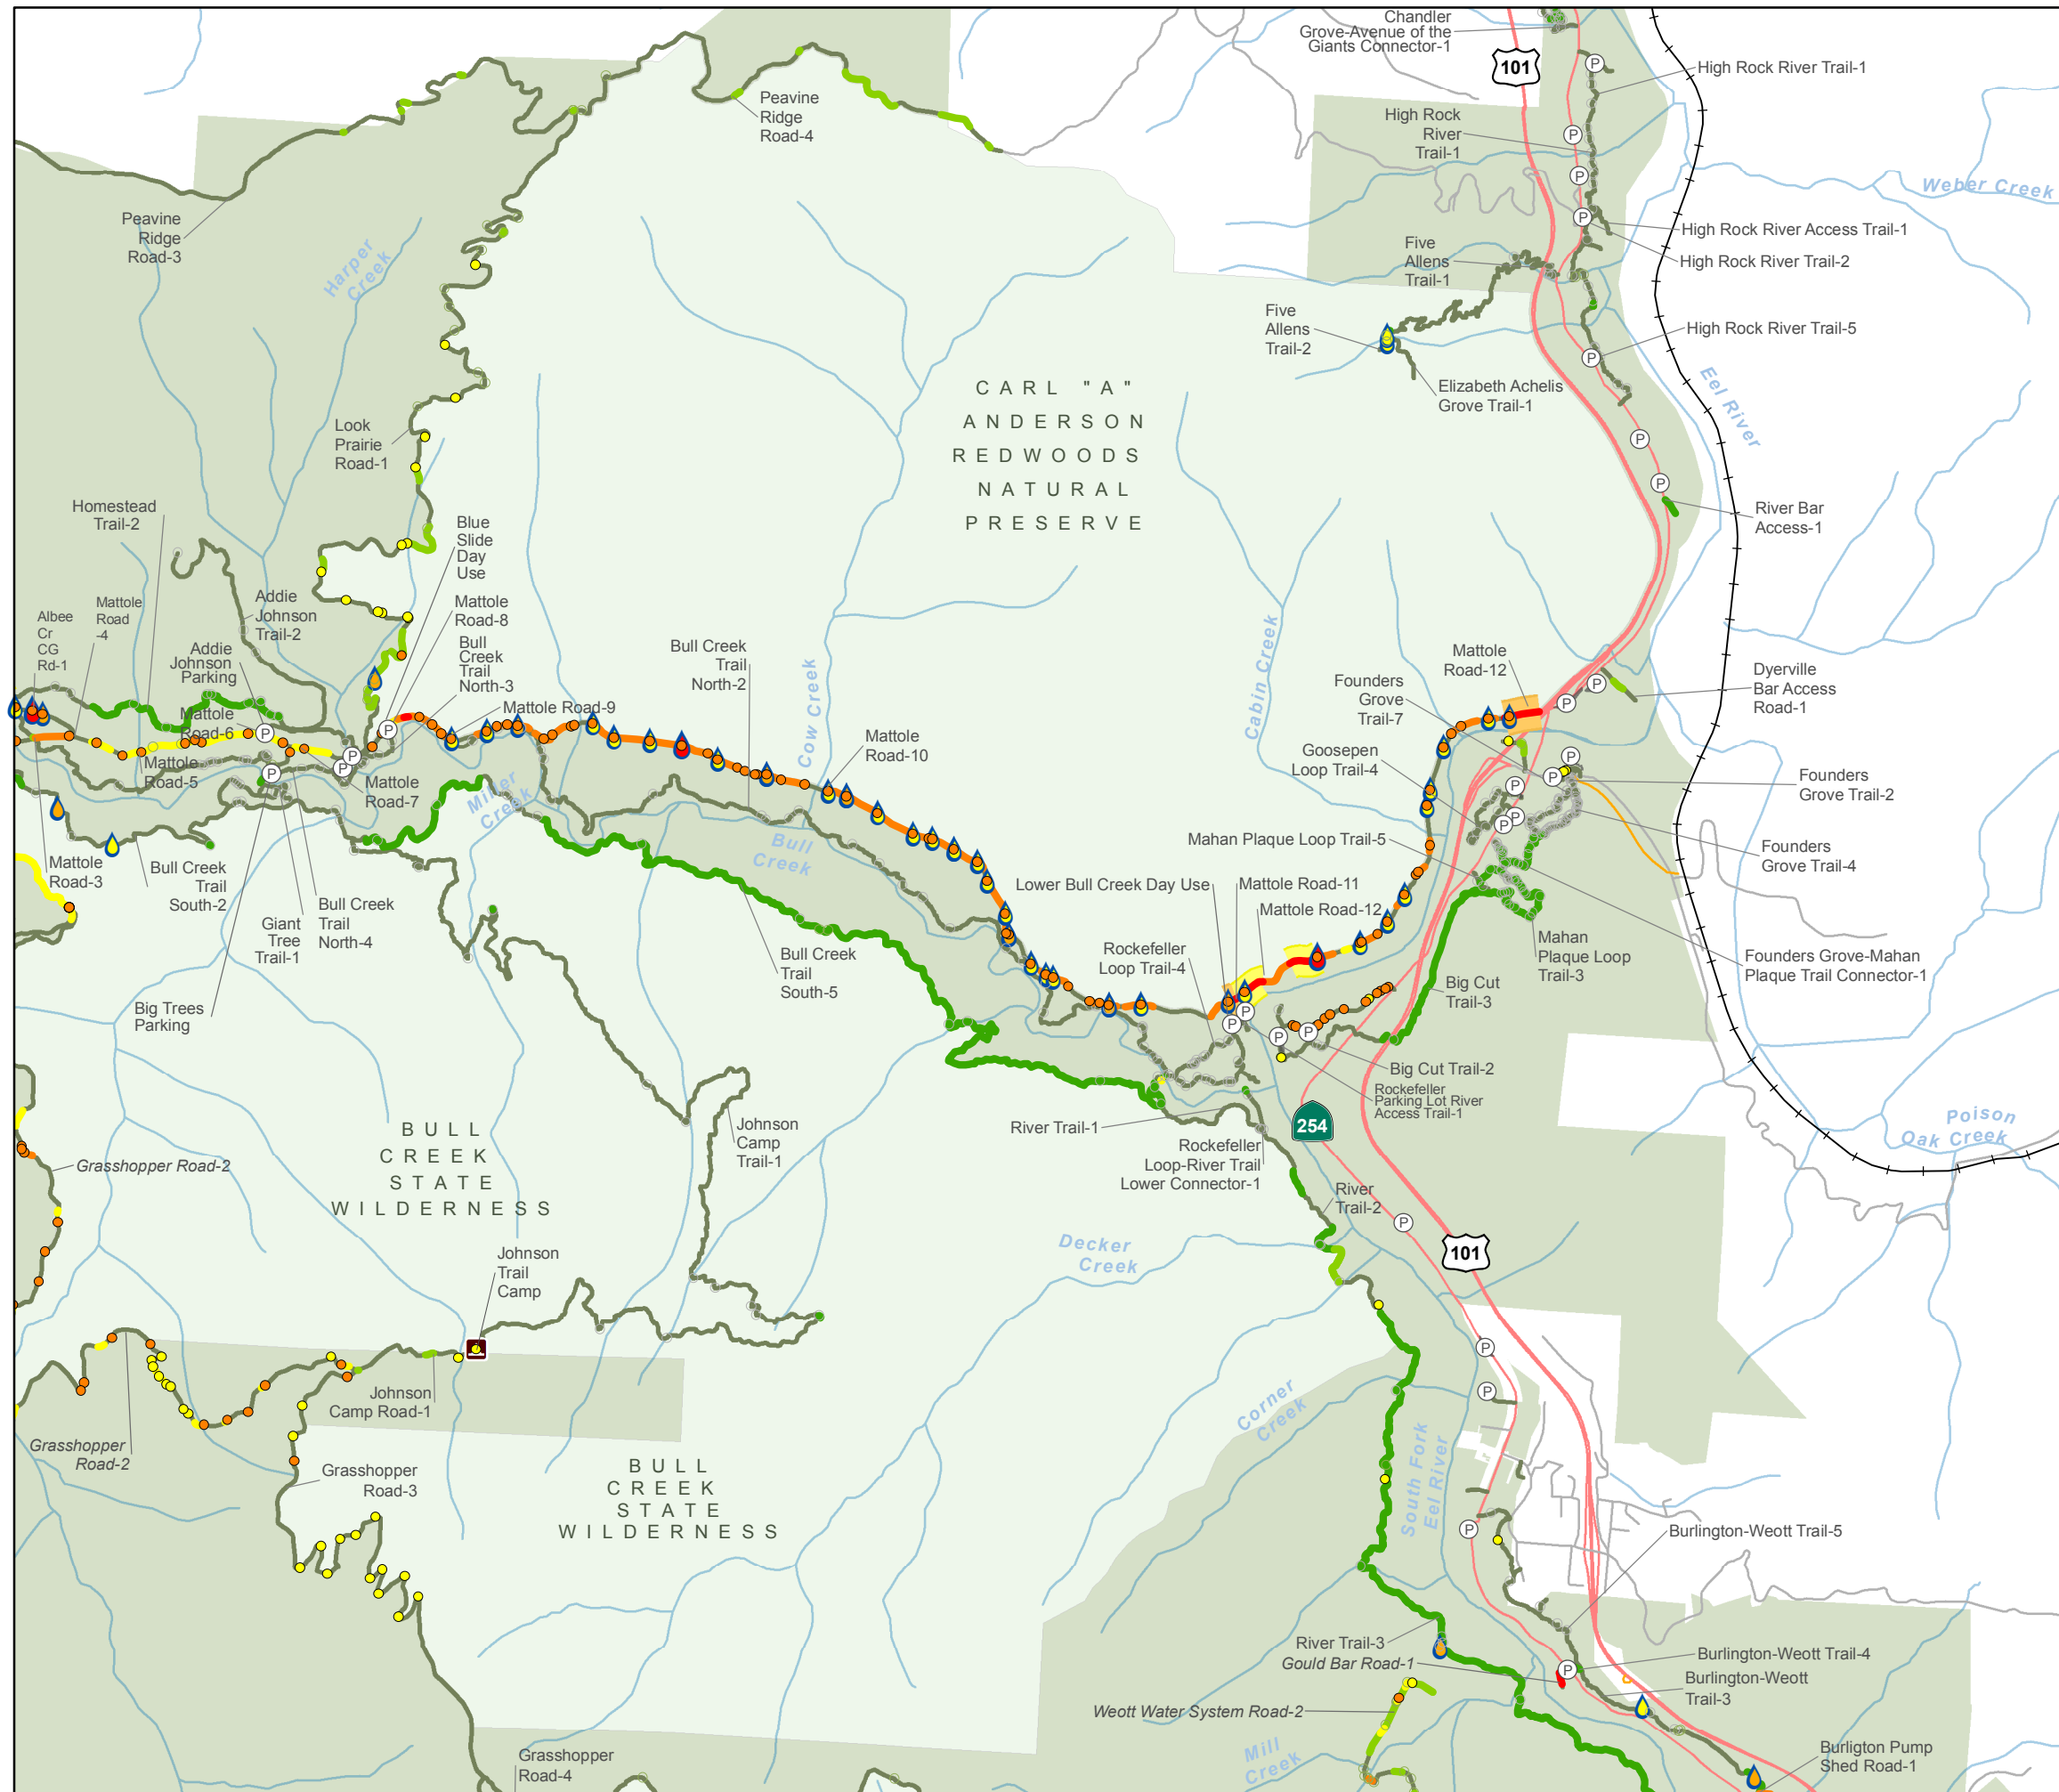 Chandler
Grove-Avenue of the
Giants Connector-1
101
High Rock River Trail-1
Peavine
Ridge
Road-4
High Rock
River
Trail-1
Weber Creek
Peavine
Ridge
Road-3
Harper
Creek
High Rock River Access Trail-1
Five
Allens
Trail-1
High Rock River Trail-2
Five
Allens
Trail-2
High Rock River Trail-5
Elizabeth Achelis
Grove Trail-1
Eel River
CARL "A"
ANDERSON
REDWOODS
NATURAL
PRESERVE
Look
Prairie
Road-1
Homestead
Trail-2
Blue
Slide
Day
Use
River Bar
Access-1
Albee
Cr
CG
Rd-1
Mattole
Road
-4
Addie
Johnson
Trail-2
Mattole
Road-8
Addie
Johnson
Parking
Bull
Creek
Trail
North-3
Bull Creek
Trail
North-2
Cow Creek
Cabin Creek
Mattole
Road-12
Founders
Grove
Trail-7
Dyerville
Bar Access
Road-1
Mattole
Road-6
Mattole Road-9
Mattole
Road-10
Goosepen
Loop Trail-4
Mattole
Road-5
Mattole
Road-7
Miller
Creek
Founders
Grove Trail-2
Bull
Creek
Mahan Plaque Loop Trail-5
Founders
Grove Trail-4
Mattole
Road-3
Bull Creek
Trail
South-2
Giant
Tree
Trail-1
Bull Creek
Trail
North-4
Lower Bull Creek Day Use
Mattole Road-11
Mattole Road-12
Bull Creek
Trail
South-5
Rockefeller
Loop Trail-4
Mahan
Plaque Loop
Trail-3
Founders Grove-Mahan
Plaque Trail Connector-1
Big Cut
Trail-3
Big Trees
Parking
Big Cut Trail-2
Rockefeller
Parking Lot River
Access Trail-1
254
Poison
Oak Creek
River Trail-1
Johnson
Camp
Trail-1
Rockefeller
Loop-River Trail
Lower Connector-1
BULL
CREEK
STATE
WILDERNESS
Grasshopper Road-2
River
Trail-2
Decker
Creek
101
Johnson
Trail
Camp
Johnson
Camp Road-1
Corner
Creek
Grasshopper
Road-2
South Fork
Eel River
Grasshopper
Road-3
BULL
CREEK
STATE
WILDERNESS
Burlington-Weott Trail-5
River Trail-3
Gould Bar Road-1
Burlington-Weott Trail-4
Burlington-Weott
Trail-3
Weott Water System Road-2
Mill
Creek
Grasshopper
Road-4
Burligton Pump
Shed Road-1